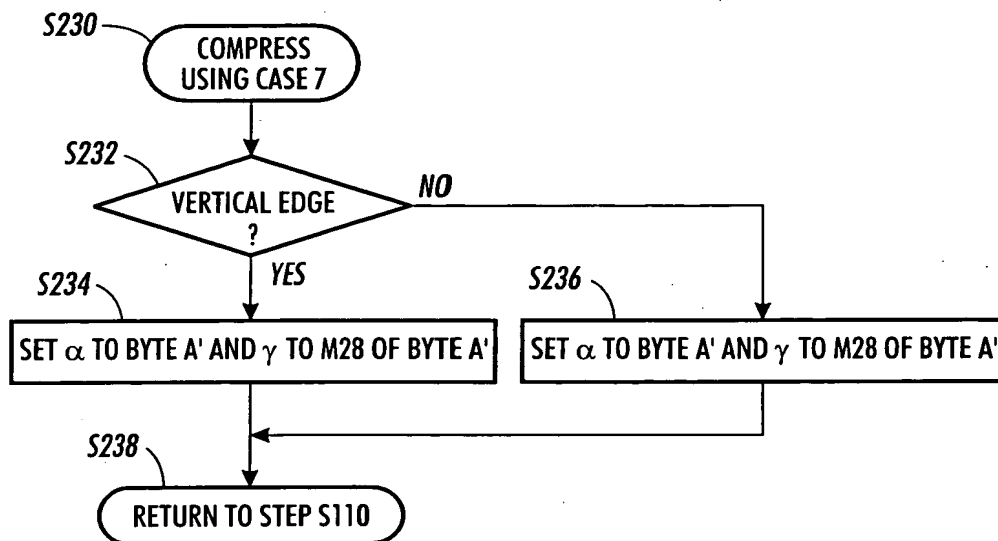 S230
COMPRESS
USING CASE 7
S232
VERTICAL EDGE
?
NO
YES
S234
SET α TO BYTE A' AND γ TO M28 OF BYTE A'
S236
SET α TO BYTE A' AND γ TO M28 OF BYTE A'
S238
RETURN TO STEP S110